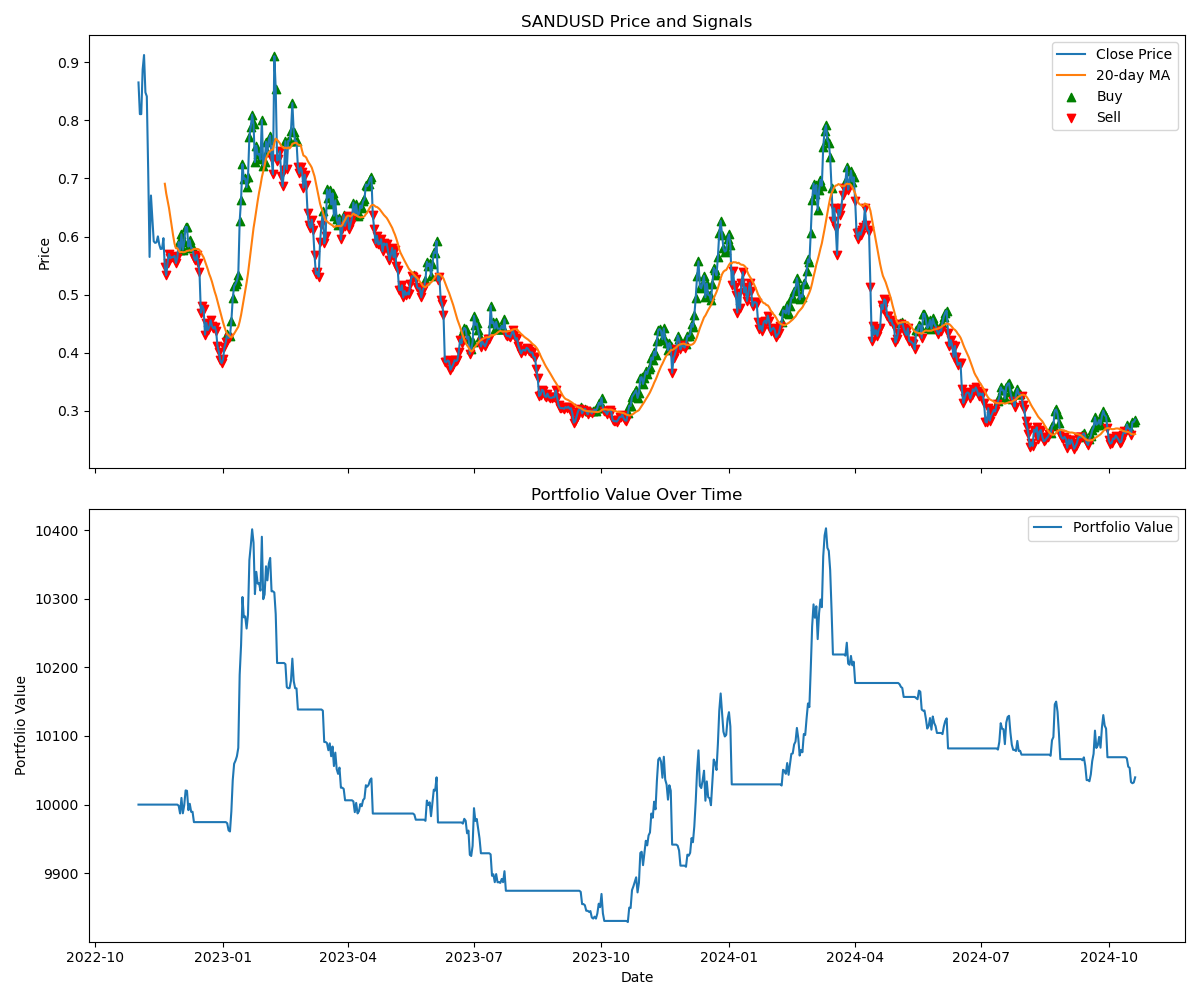 SANDUSD Price and Signals
Price
0.9
0.8
0.7
0.6
0.5
0.4
0.3
Close Price
20-day MA
Buy
Sell
Portfolio Value Over Time
Portfolio Value
10400
10300
10200
10100
10000
9900
Portfolio Value
2022-10
2023-01
2023-04
2023-07
2023-10
2024-01
2024-04
2024-07
2024-10
Date